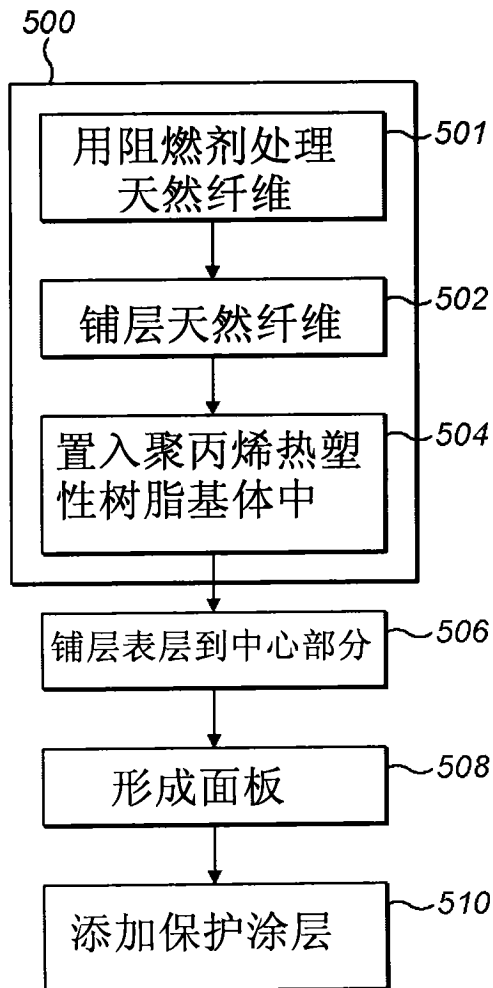 500
用阻燃剂处理
天然纤维
501
铺层天然纤维
502
置入聚丙烯热塑
性树脂基体中
504
铺层表层到中心部分
506
形成面板
508
添加保护涂层
510